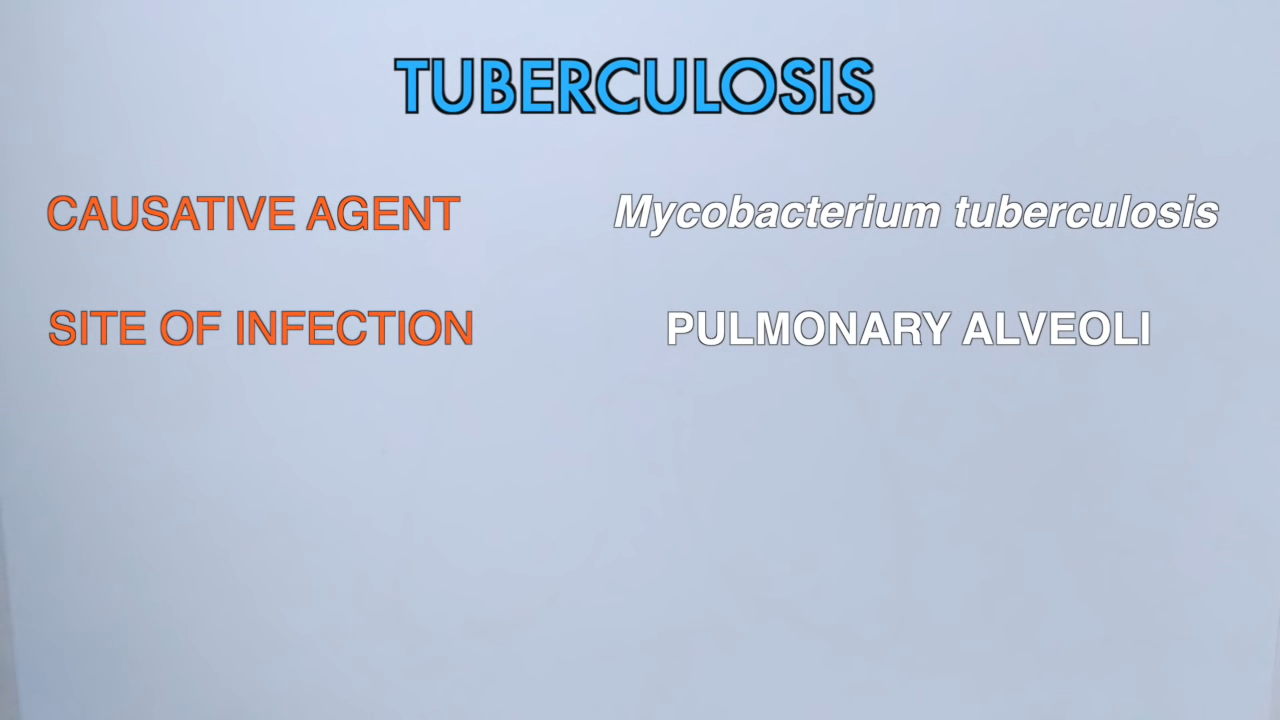 TUBERCULOSIS
CAUSATIVE AGENT Mycobacterium tuberculosis
SITE OF INFECTION PULMONARY ALVEOLI